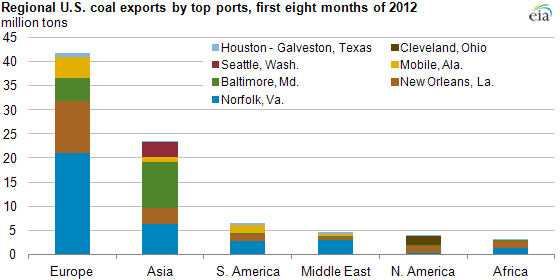 Regional U.S. coal exports by top ports, first eight months of 2012
million tons
eia
Houston - Galveston, Texas
Cleveland, Ohio
Seattle, Wash.
Mobile, Ala.
Baltimore, Md.
New Orleans, La.
Norfolk, Va.
45
40
35
30
25
20
15
10
5
0
Europe
Asia
S. America
Middle East
N. America
Africa